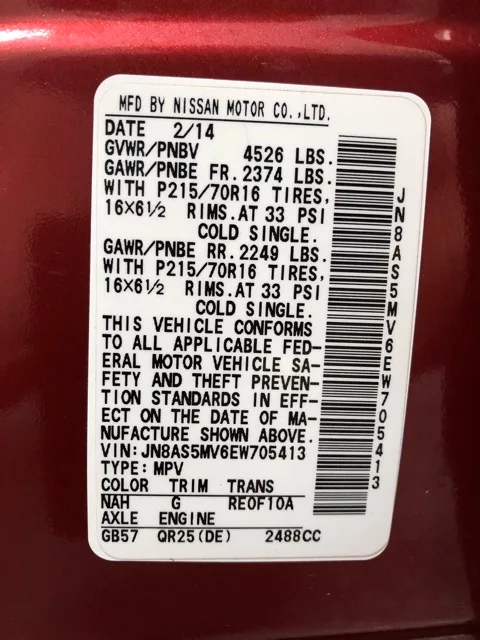 MFD BY NISSAN MOTOR CO.,LTD.
DATE 2/14
GVWR/PNBV 4526 LBS.
GAWR/PNBE FR. 2374 LBS.
WITH P215/70R16 TIRES,
16X6½ RIMS.AT 33 PSI
COLD SINGLE.
GAWR/PNBE RR. 2249 LBS.
WITH P215/70R16 TIRES,
16X6½ RIMS.AT 33 PSI
COLD SINGLE.
THIS VEHICLE CONFORMS
TO ALL APPLICABLE FED-
ERAL MOTOR VEHICLE SA-
FETY AND THEFT PREVEN-
TION STANDARDS IN EFF-
ECT ON THE DATE OF MA-
NUFACTURE SHOWN ABOVE.
VIN:JN8AS5MV6EW705413
TYPE:MPV
COLOR TRIM TRANS
NAH G RE0F10A
AXLE ENGINE
GB57 QR25(DE) 2488CC
JN8AS5MV6EW705413